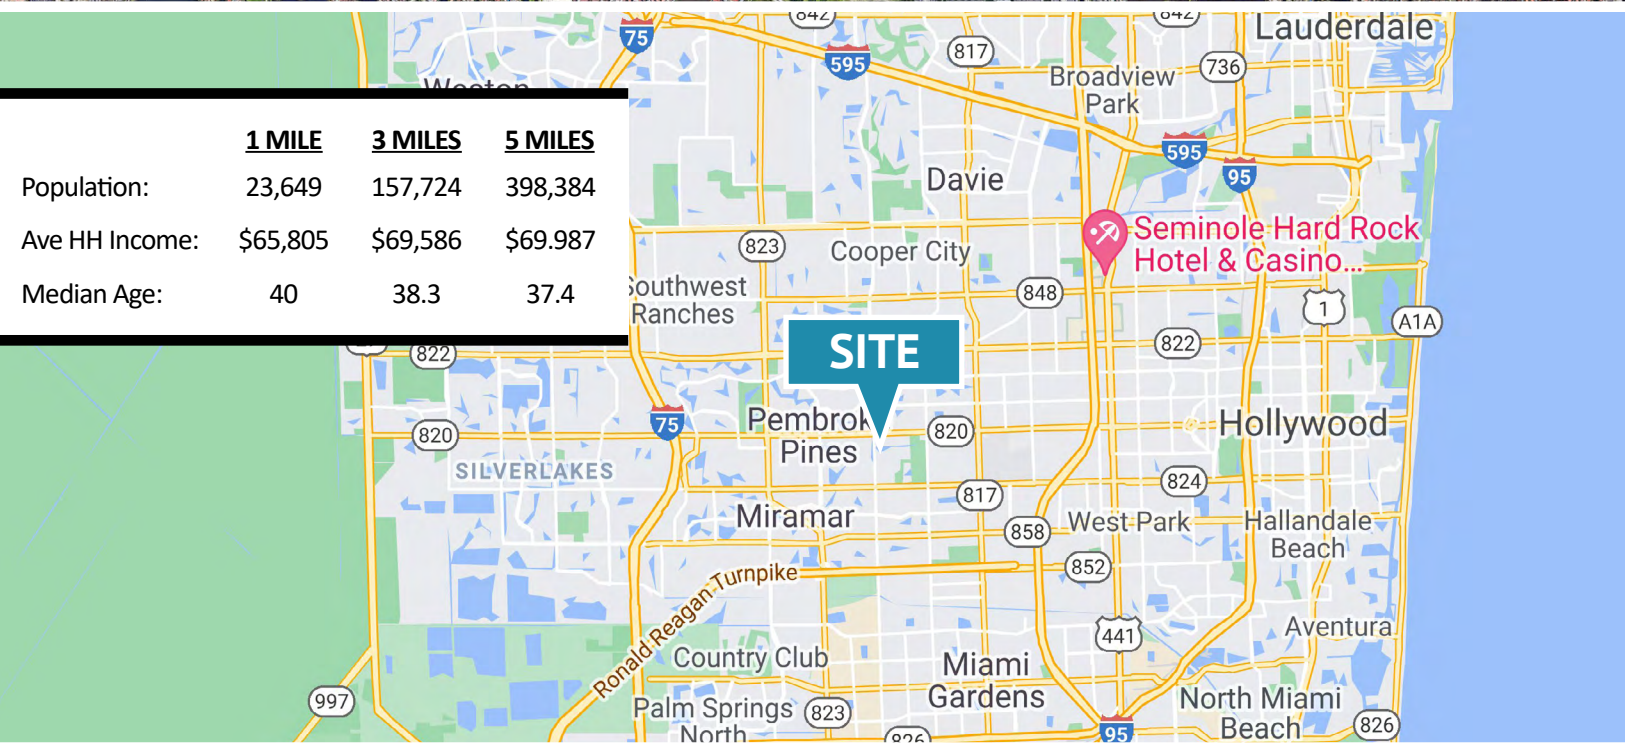 842
842
Lauderdale
75
595
817
736
Broadview
Park
Weston
1 MILE 3 MILES 5 MILES
Population: 23,649 157,724 398,384
Ave HH Income: $65,805 $69,586 $69.987
Median Age: 40 38.3 37.4
595
95
Davie
Seminole Hard Rock
Hotel & Casino...
823
Cooper City
Southwest
Ranches
848
1
A1A
SITE
822
822
75
Pembrok
Pines
820
820
Hollywood
SILVERLAKES
824
817
Miramar
858
West Park
Hallandale
Beach
852
Ronald Reagan Turnpike
441
Aventura
Country Club
Miami
Gardens
997
Palm Springs
North
823
North Miami
Beach
826
826
95